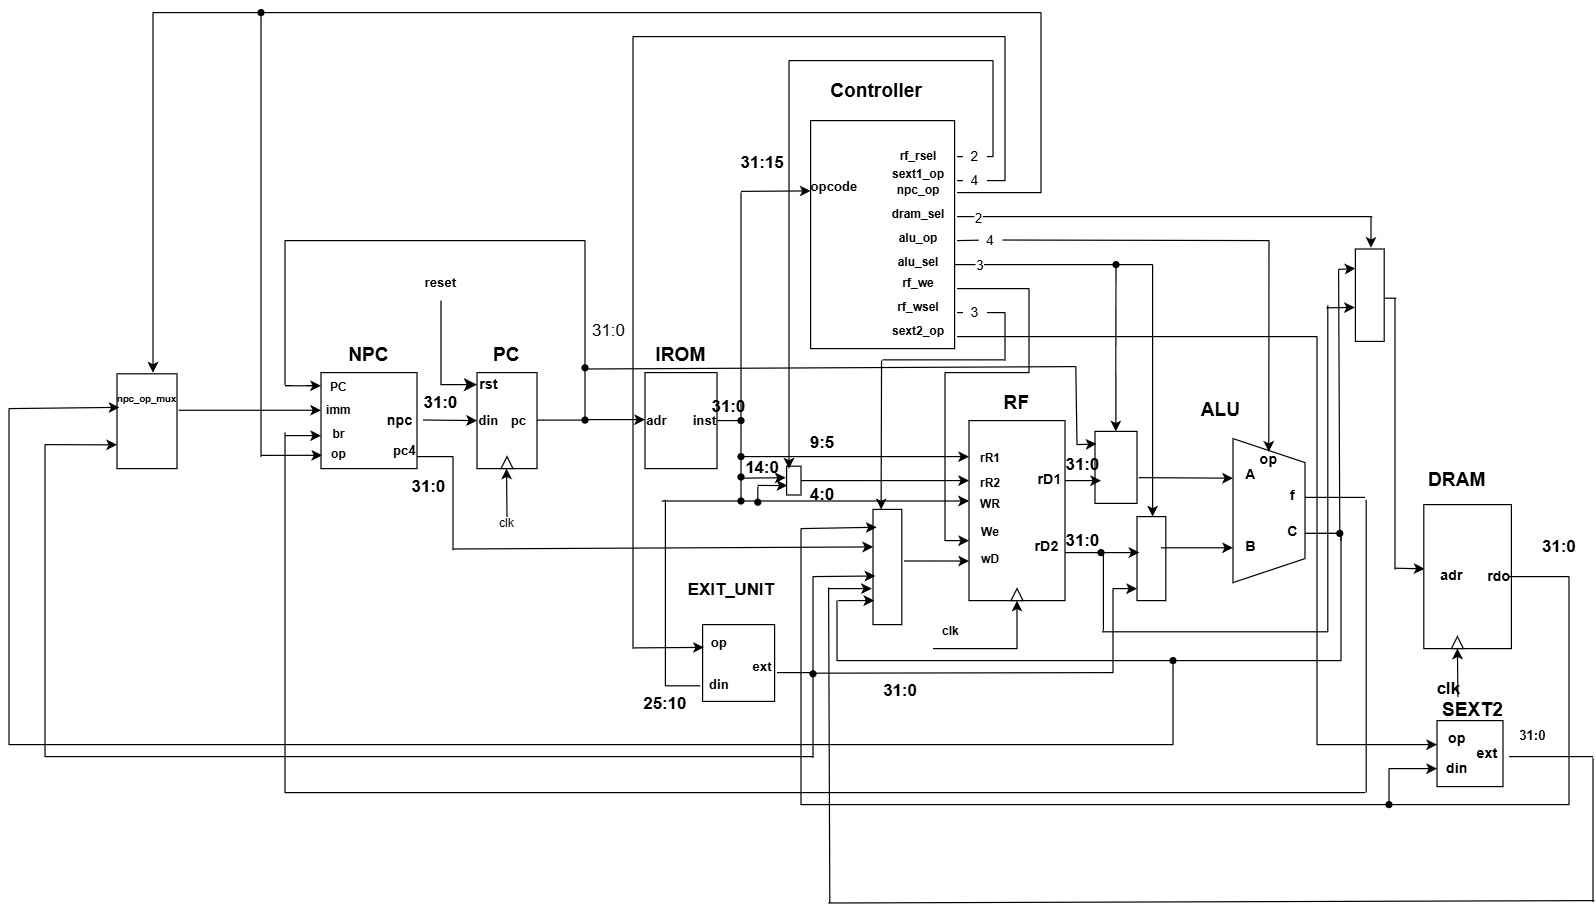 Controller
rf_rsel
2
31:15
sext1_op
4
opcode
npc_op
dram_sel
2
alu_op
4
alu_sel
3
reset
rf_we
rf_wsel
3
31:0
sext2_op
NPC
PC
IROM
PC
rst
npc_op_mux
31:0
imm
31:0
RF
ALU
npc
din
pc
adr
inst
br
9:5
pc4
op
rR1
31:0
op
14:0
rD1
A
DRAM
31:0
rR2
4:0
WR
f
clk
We
C
rD2
31:0
B
31:0
wD
adr
rdo
EXIT_UNIT
clk
op
ext
din
31:0
clk
25:10
SEXT2
op
31:0
ext
din